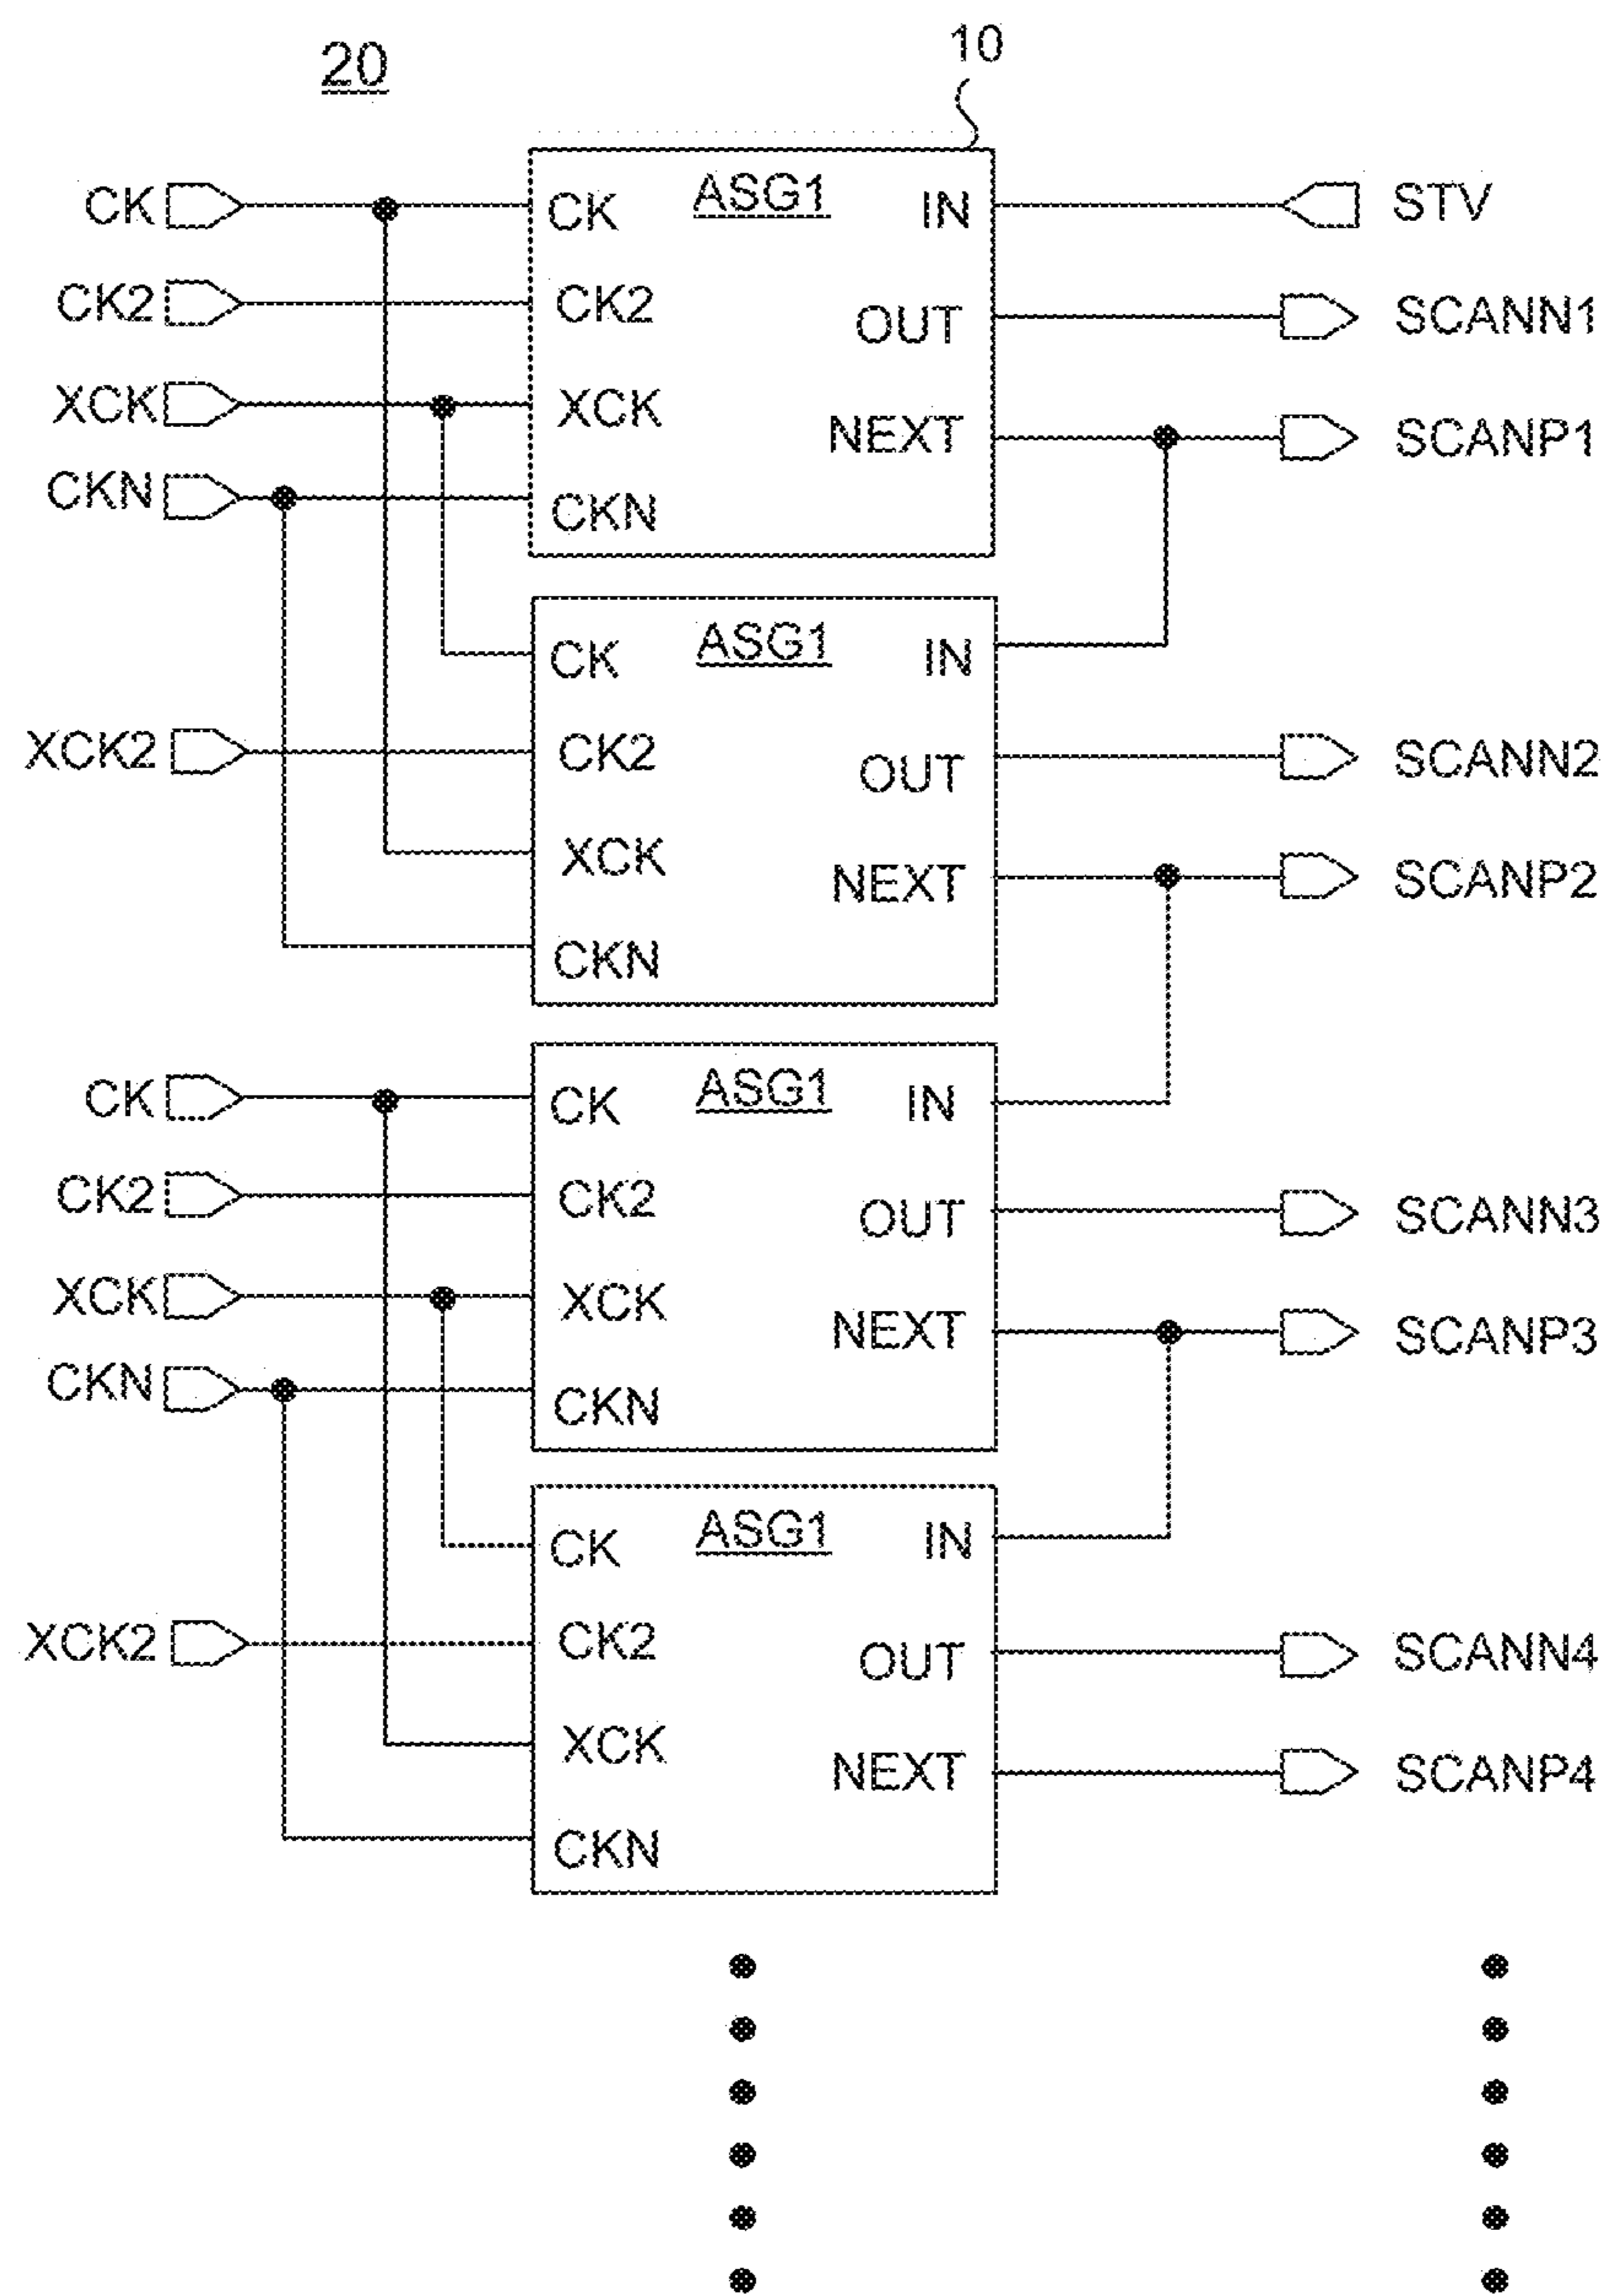 20
10
CK
CK2
XCK
CKN
CK
CK2
XCK
CKN
ASG1
IN
OUT
NEXT
STV
SCANN1
SCANP1
XCK2
CK
CK2
XCK
CKN
ASG1
IN
OUT
NEXT
SCANN2
SCANP2
CK
CK2
XCK
CKN
CK
CK2
XCK
CKN
ASG1
IN
OUT
NEXT
SCANN3
SCANP3
XCK2
CK
CK2
XCK
CKN
ASG1
IN
OUT
NEXT
SCANN4
SCANP4